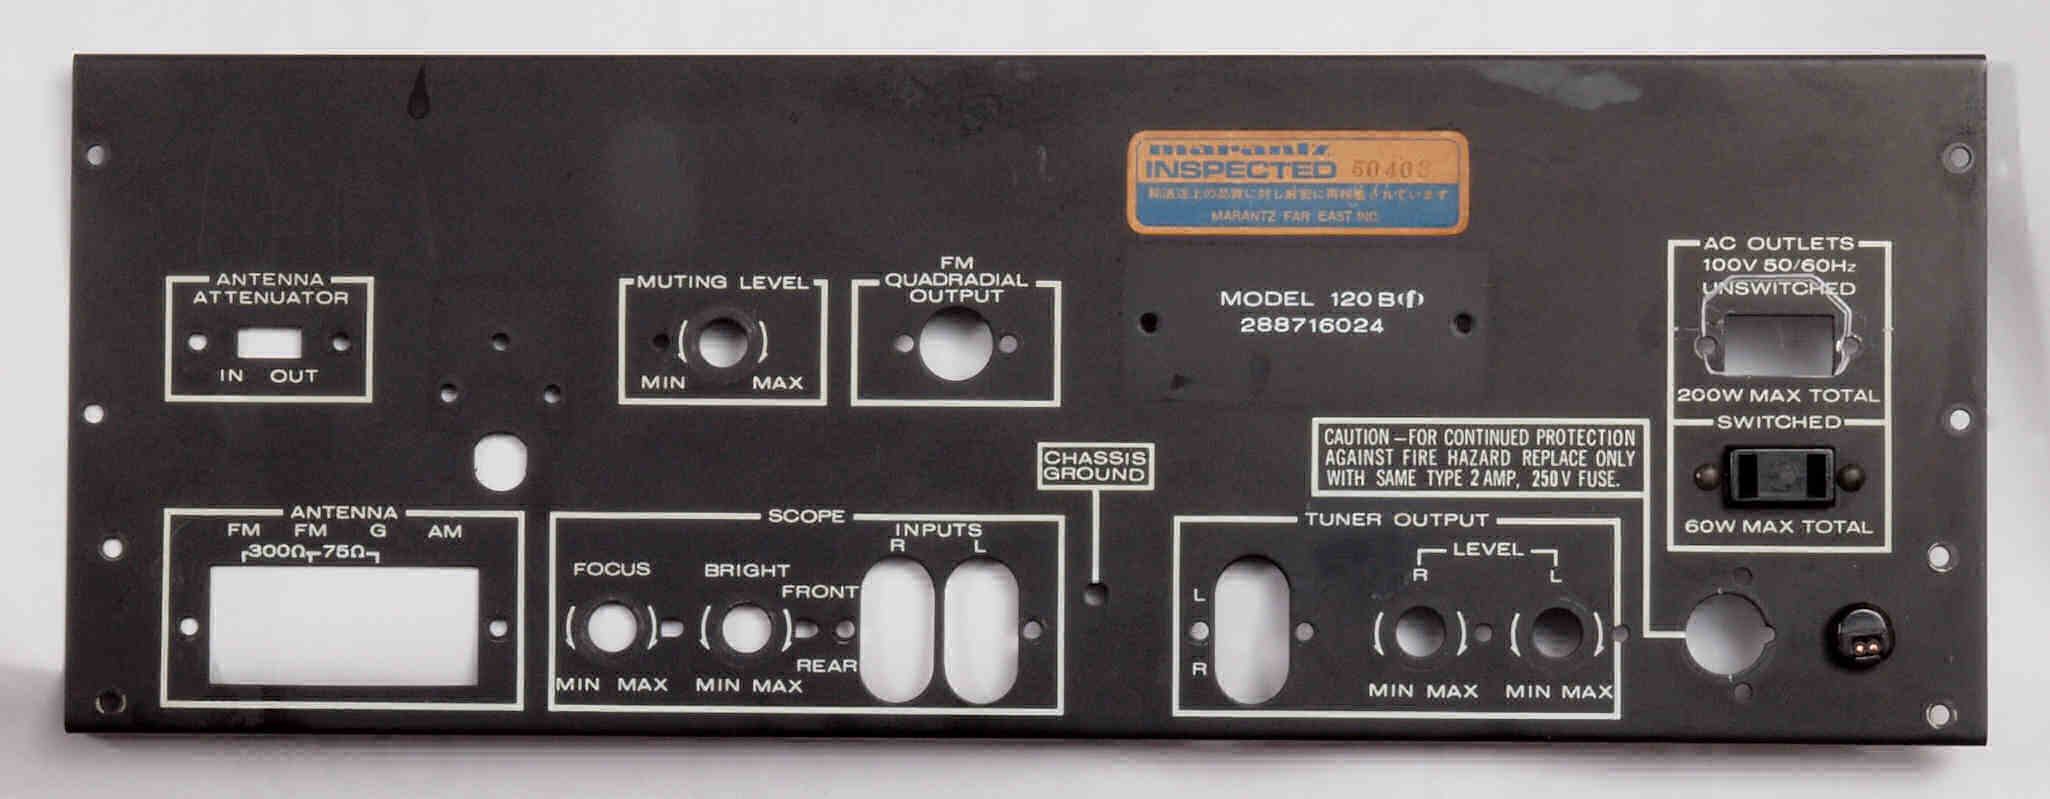 marantz
INSPECTED 50403
MARANTZ FAR EAST INC.
ANTENNA
ATTENUATOR
IN OUT
MUTING LEVEL
MIN MAX
FM
QUADRADIAL
OUTPUT
MODEL 120 B(f)
288716024
AC OUTLETS
100V 50/60Hz
UNSWITCHED
200W MAX TOTAL
SWITCHED
60W MAX TOTAL
CAUTION – FOR CONTINUED PROTECTION
AGAINST FIRE HAZARD REPLACE ONLY
WITH SAME TYPE 2 AMP, 250 V FUSE.
CHASSIS
GROUND
ANTENNA
FM FM G AM
300Ω 75Ω
SCOPE
FOCUS
MIN MAX
BRIGHT
MIN MAX
FRONT
REAR
INPUTS
R L
TUNER OUTPUT
L
R
LEVEL
R L
MIN MAX MIN MAX